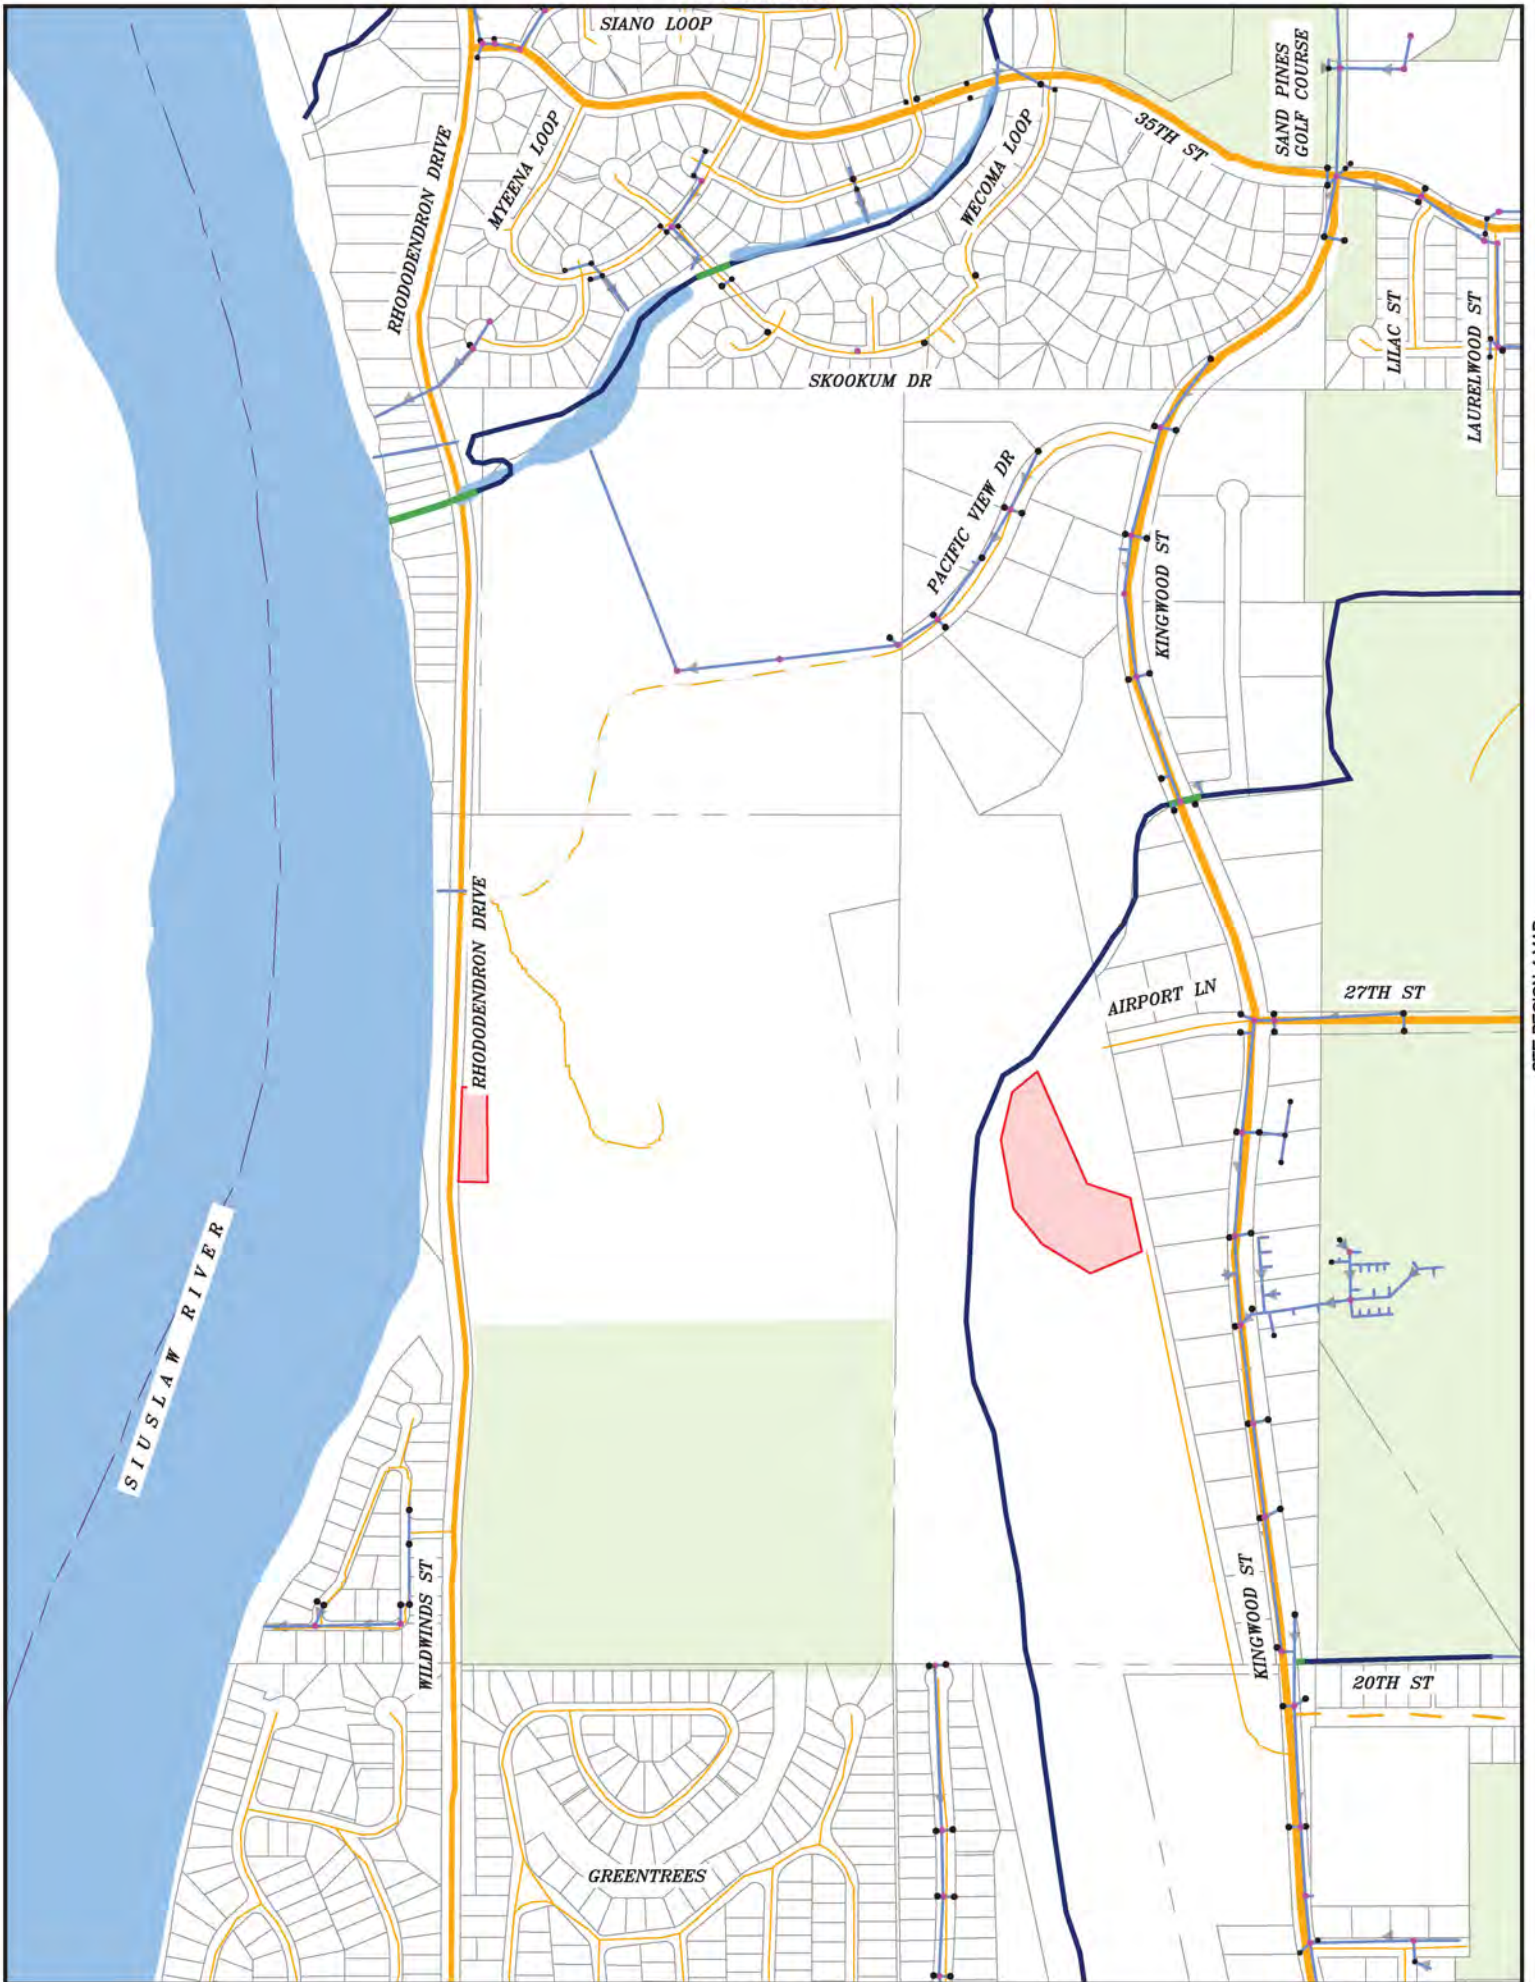 SIANO LOOP
SAND PINES
GOLF COURSE
35TH ST
MYEENA LOOP
WECOMA LOOP
RHODODENDRON DRIVE
LILAC ST
LAURELWOOD ST
SKOOKUM DR
PACIFIC VIEW DR
KINGWOOD ST
RHODODENDRON DRIVE
AIRPORT LN
27TH ST
SIUSLAW RIVER
WILDWINDS ST
KINGWOOD ST
20TH ST
GREENTREES